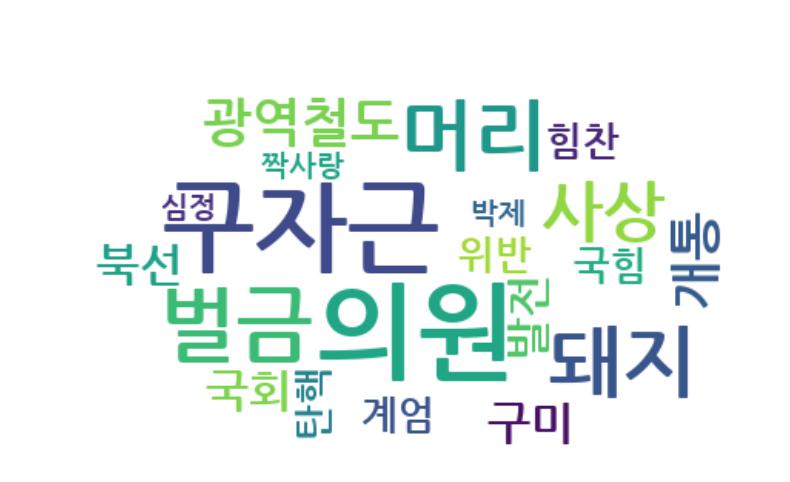 광역철도
머리
힘찬
짝사랑
구자근
심정
박제
사상
개통
북선
위반
국힘
벌금
의원
발전
돼지
국회
탄핵
계엄
구미